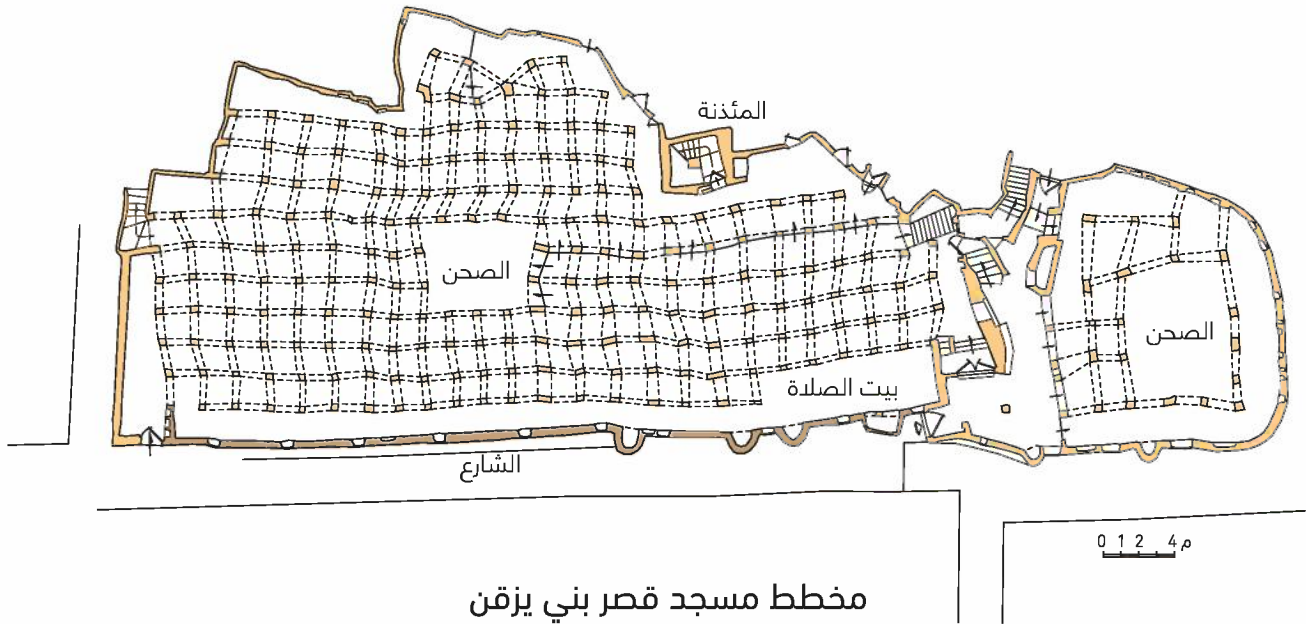 المئذنة
الصحن
الصحن
بيت الصلاة
الشارع
0 1 2 4 م
مخطط مسجد قصر بني يزقن